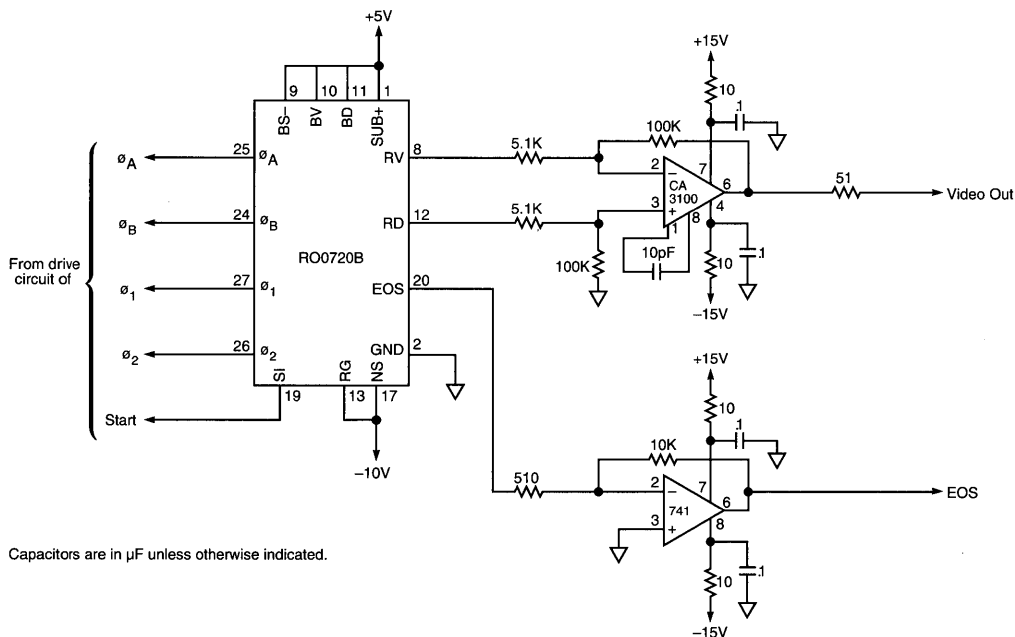 +5V
9 10 11 1
BS– BV BD SUB+
øA 25 øA
øB 24 øB
ø1 27 ø1
ø2 26 ø2
From drive
circuit of
RO0720B
RV 8
RD 12
EOS 20
GND 2
SI RG NS
19 13 17
Start
–10V
5.1K
5.1K
100K
100K
2 –
3 +
CA
3100
7
6
4
8
1
10pF
+15V
10
.1
10
.1
–15V
51
Video Out
+15V
10
.1
510
10K
2 –
3 +
741
7
6
8
EOS
10
.1
–15V
Capacitors are in µF unless otherwise indicated.